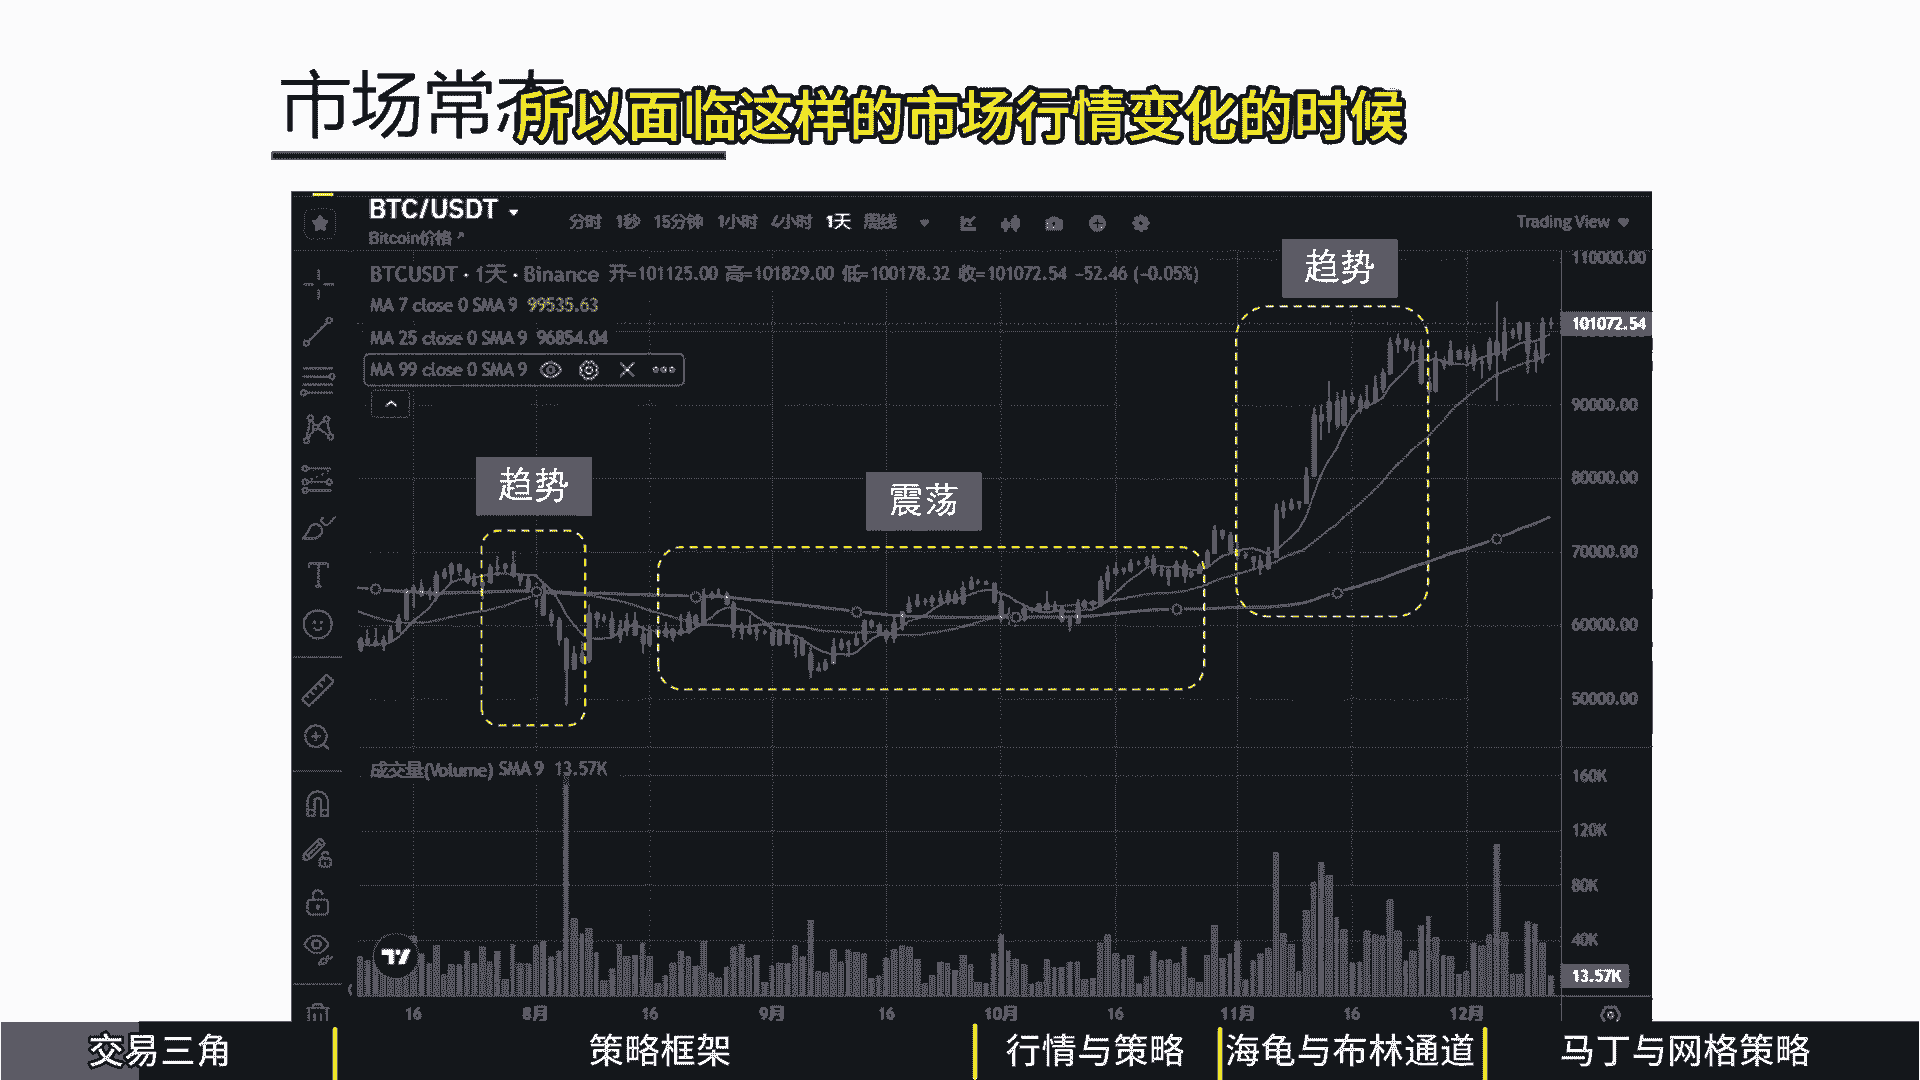 市场常态
所以面临这样的市场行情变化的时候
BTC/USDT
Bitcoin价格
分时 1秒 15分钟 1小时 4小时 1天 周线
Trading View
BTCUSDT · 1天 · Binance 开=101125.00 高=101829.00 低=100178.32 收=101072.54 −52.46 (−0.05%)
MA 7 close 0 SMA 9 99535.63
MA 25 close 0 SMA 9 96854.04
MA 99 close 0 SMA 9
趋势
震荡
趋势
110000.00
101072.54
90000.00
80000.00
70000.00
60000.00
50000.00
成交量(Volume) SMA 9 13.57K
160K
120K
80K
40K
13.57K
16 8月 16 9月 16 10月 16 11月 16 12月
交易三角 策略框架 行情与策略 海龟与布林通道 马丁与网格策略